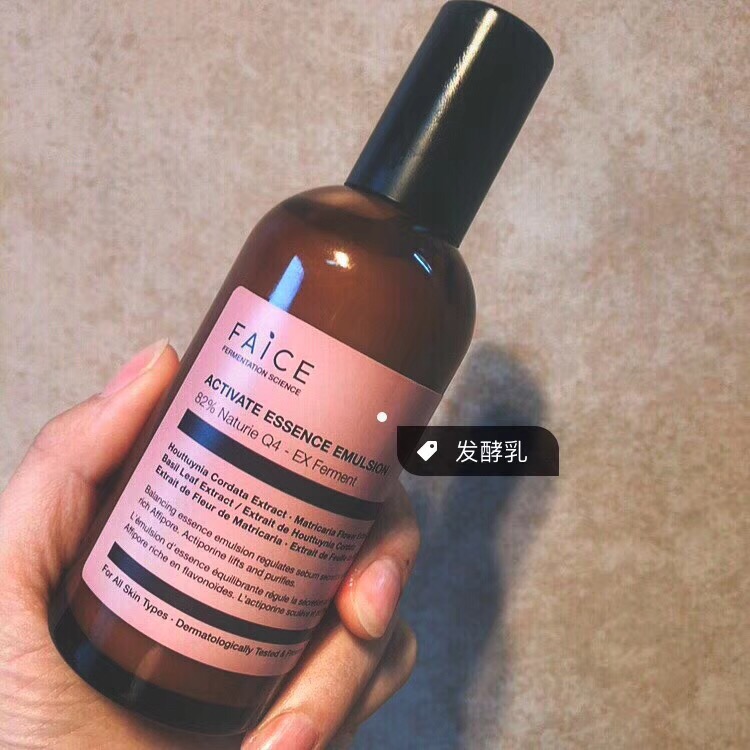 FAiCE
FERMENTATION SCIENCE
ACTIVATE ESSENCE EMULSION
82% Naturie Q4 - EX Ferment
Houttuynia Cordata Extract · Matricaria Flower
Basil Leaf Extract / Extrait de Houttuynia Cordata
Extrait de Fleur de Matricaria · Extrait de
Balancing essence emulsion regulates sebum
rich Affipore. Actiporine lifts and purifies.
L'émulsion d'essence équilibrante régule la
Affipore riche en flavonoïdes. L'actiporine
For All Skin Types · Dermatologically Tested &
发酵乳